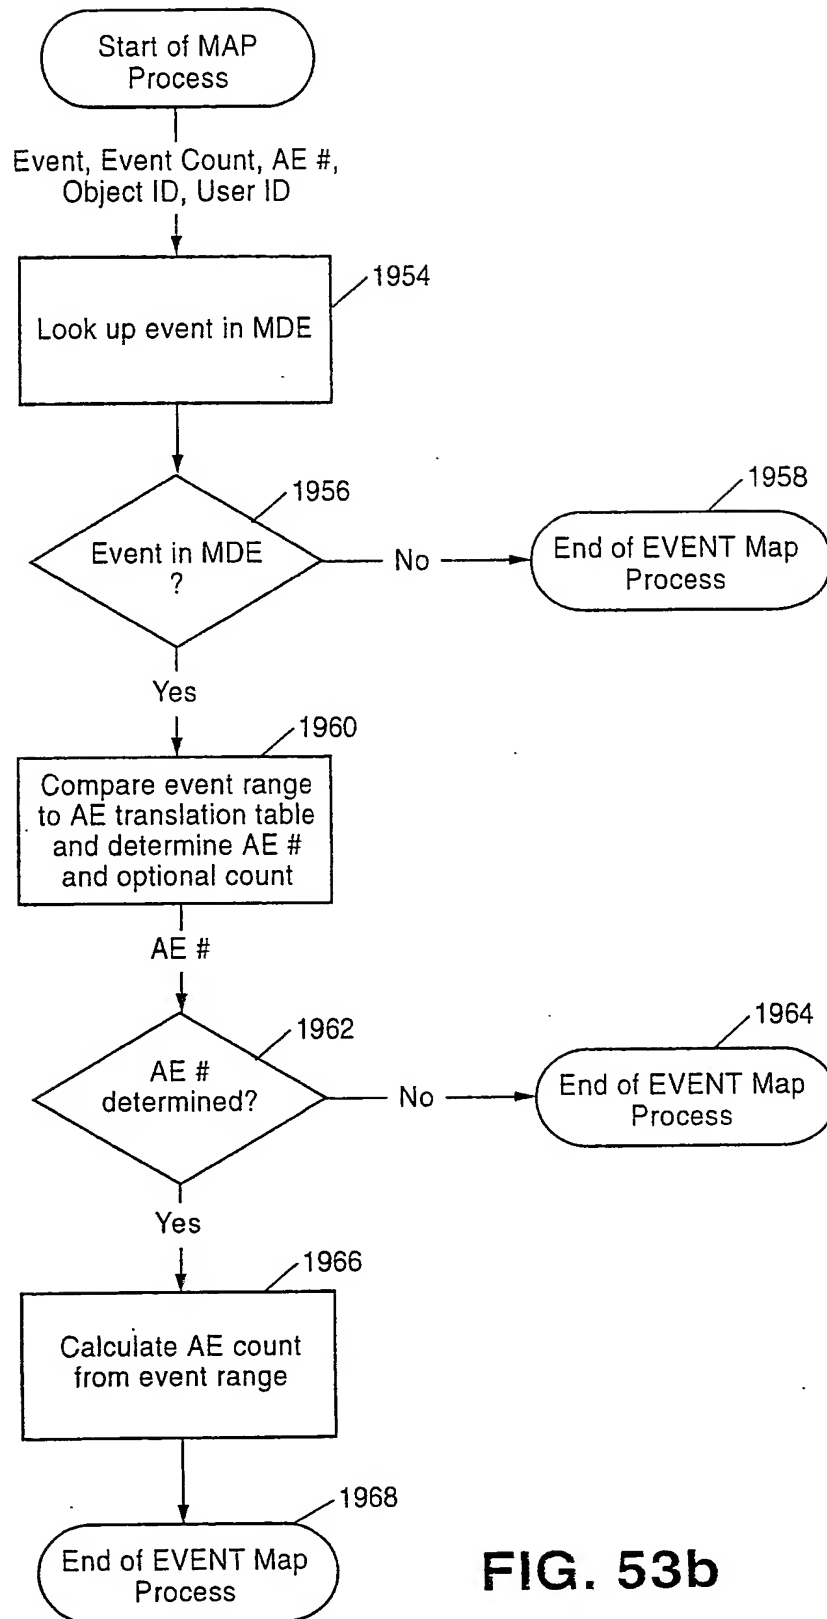 Start of MAP
Process
Event, Event Count, AE #,
Object ID, User ID
1954
Look up event in MDE
1956
Event in MDE
?
No
1958
End of EVENT Map
Process
Yes
1960
Compare event range
to AE translation table
and determine AE #
and optional count
AE #
1962
AE #
determined?
No
1964
End of EVENT Map
Process
Yes
1966
Calculate AE count
from event range
1968
End of EVENT Map
Process
FIG. 53b